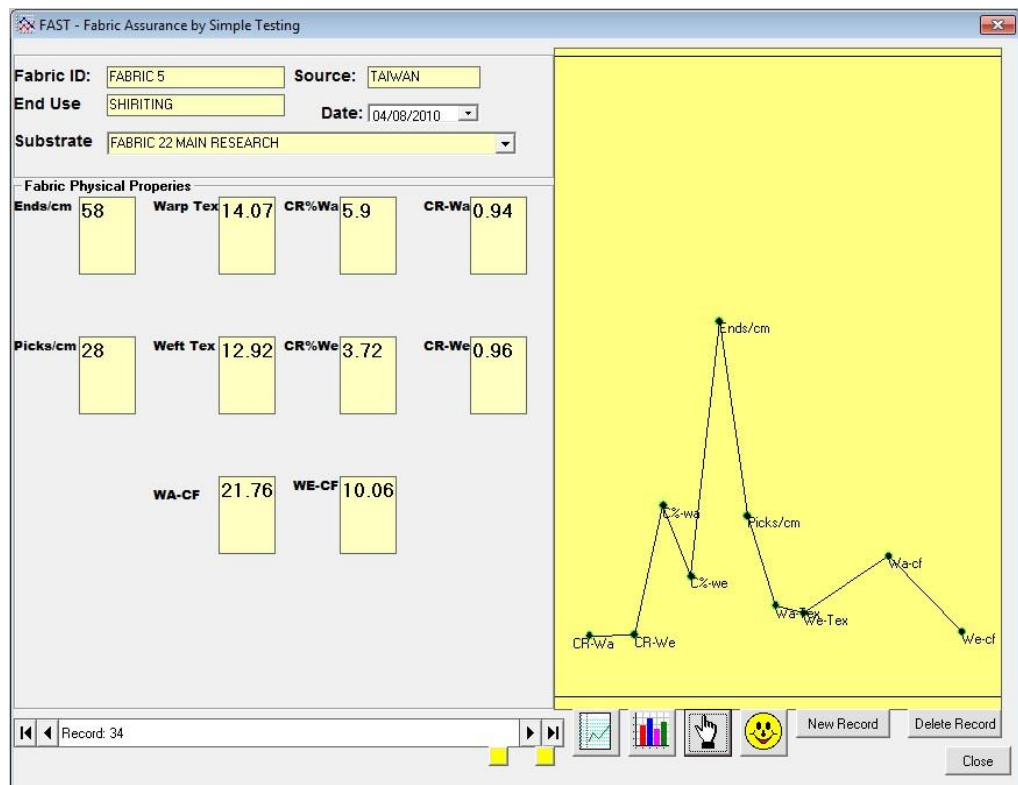 FAST - Fabric Assurance by Simple Testing
Fabric ID: FABRIC 5 Source: TAIWAN
End Use SHIRITING Date: 04/08/2010
Substrate FABRIC 22 MAIN RESEARCH
Fabric Physical Properies
Ends/cm 58 Warp Tex 14.07 CR%Wa 5.9 CR-Wa 0.94
Picks/cm 28 Weft Tex 12.92 CR%We 3.72 CR-We 0.96
WA-CF 21.76 WE-CF 10.06
Ends/cm
C%-wa
Picks/cm
Wa-cf
C%-we
Wa-Tex
We-Tex
CR-Wa
CR-We
We-cf
Record: 34
New Record
Delete Record
Close